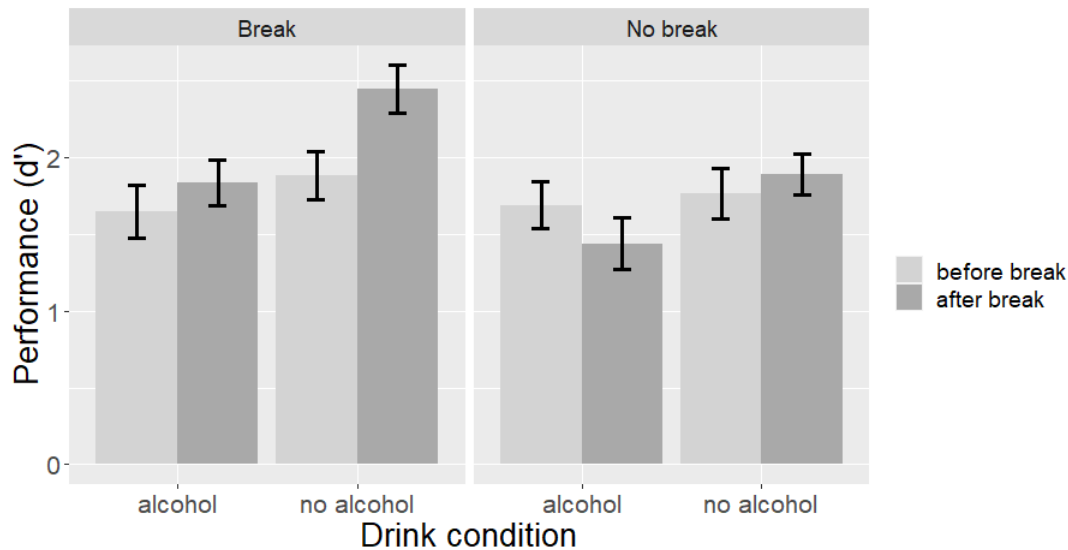 Break
No break
Performance (d')
2
1
0
alcohol
no alcohol
alcohol
no alcohol
Drink condition
before break
after break